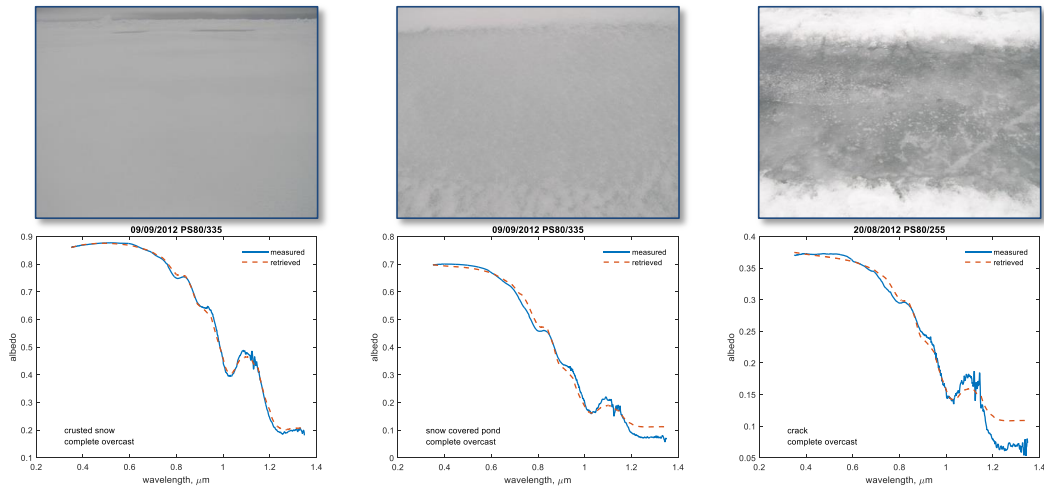 09/09/2012 PS80/335
0.9
0.8
0.7
0.6
0.5
0.4
0.3
0.2
0.1
albedo
measured
retrieved
crusted snow
complete overcast
0.2 0.4 0.6 0.8 1 1.2 1.4
wavelength, μm
09/09/2012 PS80/335
0.8
0.7
0.6
0.5
0.4
0.3
0.2
0.1
0
albedo
measured
retrieved
snow covered pond
complete overcast
0.2 0.4 0.6 0.8 1 1.2 1.4
wavelength, μm
20/08/2012 PS80/255
0.4
0.35
0.3
0.25
0.2
0.15
0.1
0.05
albedo
measured
retrieved
crack
complete overcast
0.2 0.4 0.6 0.8 1 1.2 1.4
wavelength, μm